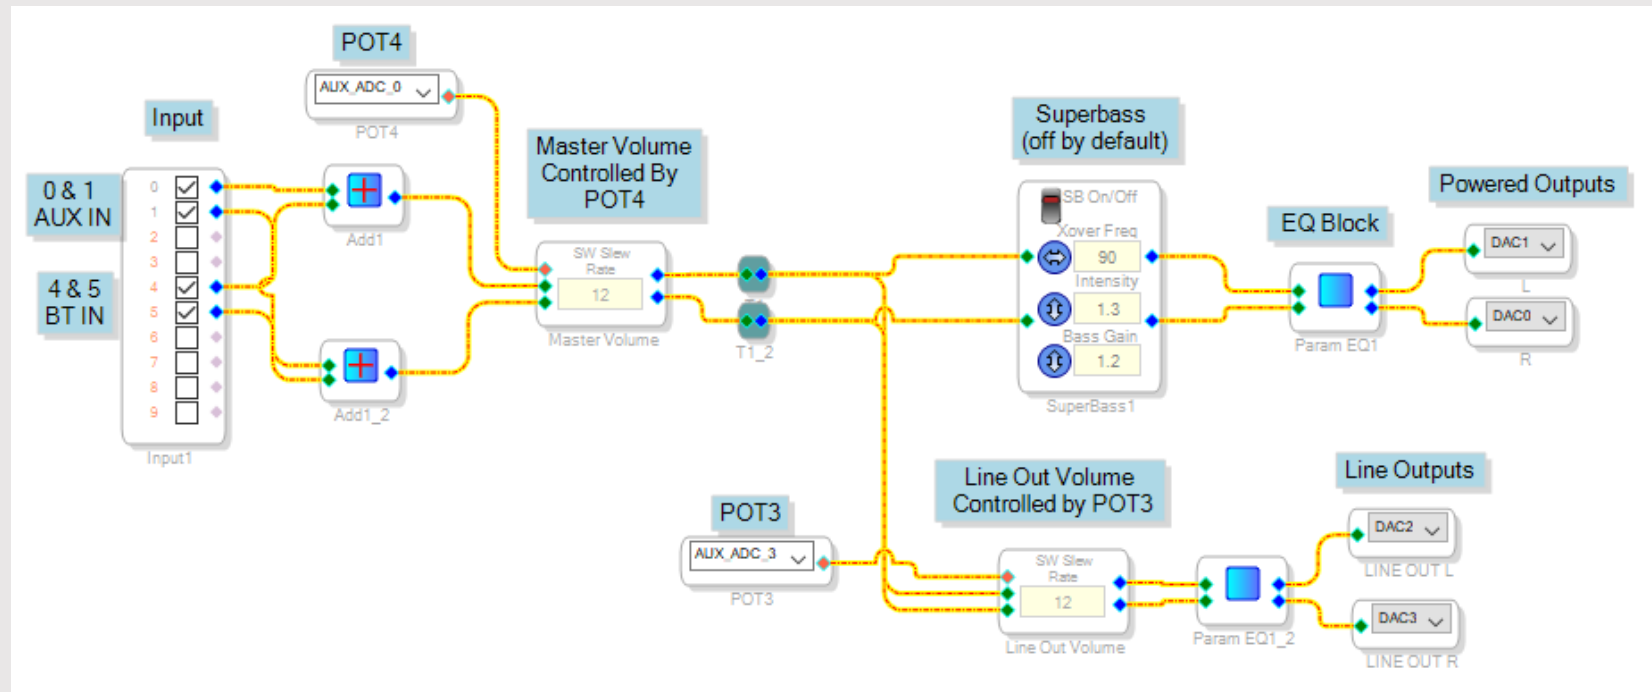 POT4
AUX_ADC_0
POT4
Input
0 & 1
AUX IN
4 & 5
BT IN
0
1
2
3
4
5
6
7
8
9
Input1
Add1
Add1_2
Master Volume
Controlled By
POT4
SW Slew
Rate
12
Master Volume
T1_2
Superbass
(off by default)
SB On/Off
Xover Freq
90
Intensity
1.3
Bass Gain
1.2
SuperBass1
EQ Block
Param EQ1
Powered Outputs
DAC1
L
DAC0
R
POT3
AUX_ADC_3
POT3
Line Out Volume
Controlled by POT3
SW Slew
Rate
12
Line Out Volume
Param EQ1_2
Line Outputs
DAC2
LINE OUT L
DAC3
LINE OUT R